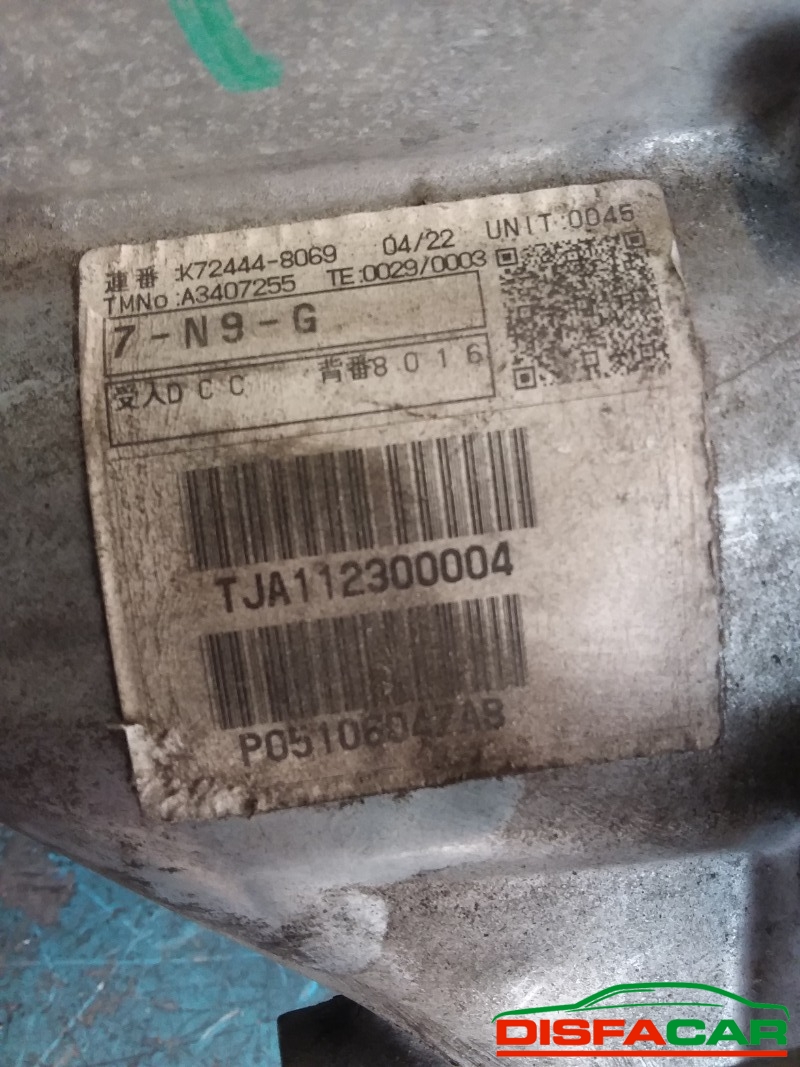 連番:K72444-8069 04/22 UNIT:0045
TMNo:A3407255 TE:0029/0003
7-N9-G
受入DCC 背番8016
TJA112300004
P05106047AB
DISFACAR